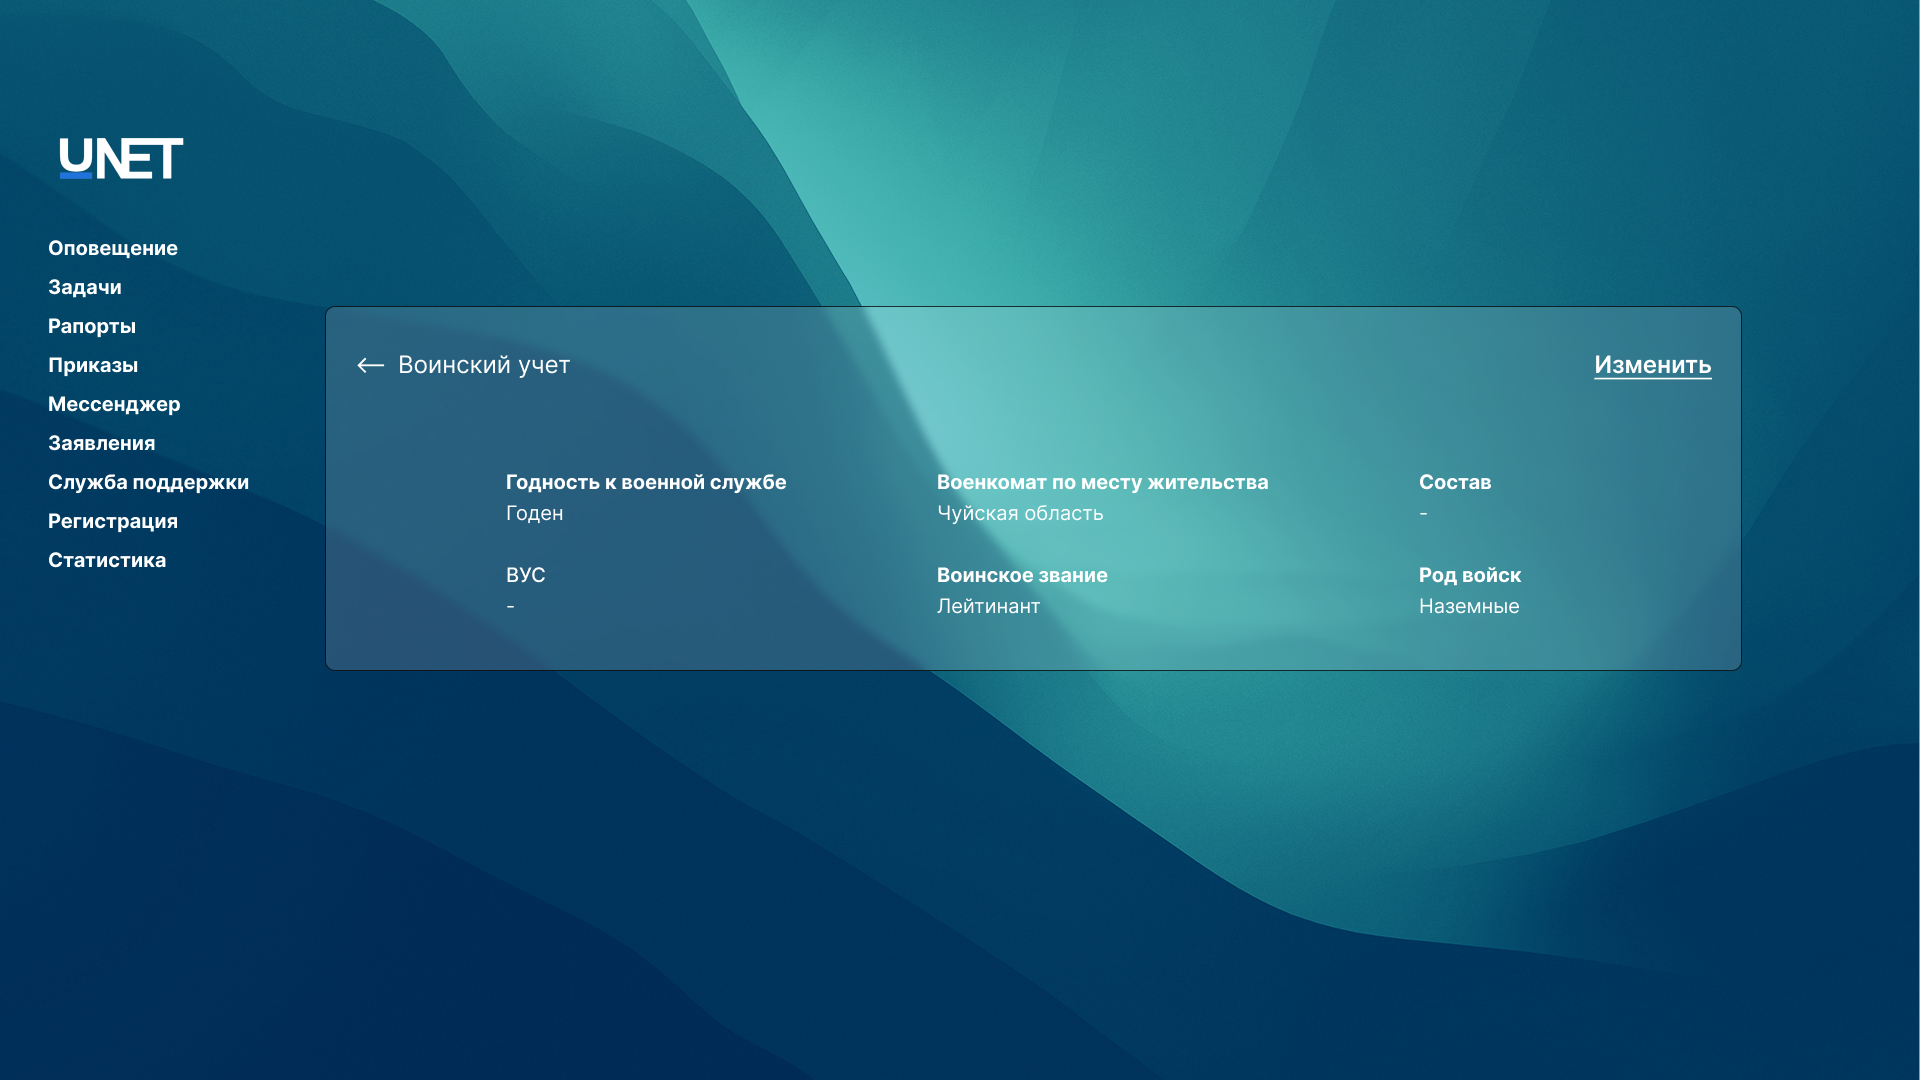 UNET
Оповещение
Задачи
Рапорты
Приказы
Мессенджер
Заявления
Служба поддержки
Регистрация
Статистика
Воинский учет
Изменить
Годность к военной службе
Годен
Военкомат по месту жительства
Чуйская область
Состав
-
ВУС
-
Воинское звание
Лейтинант
Род войск
Наземные